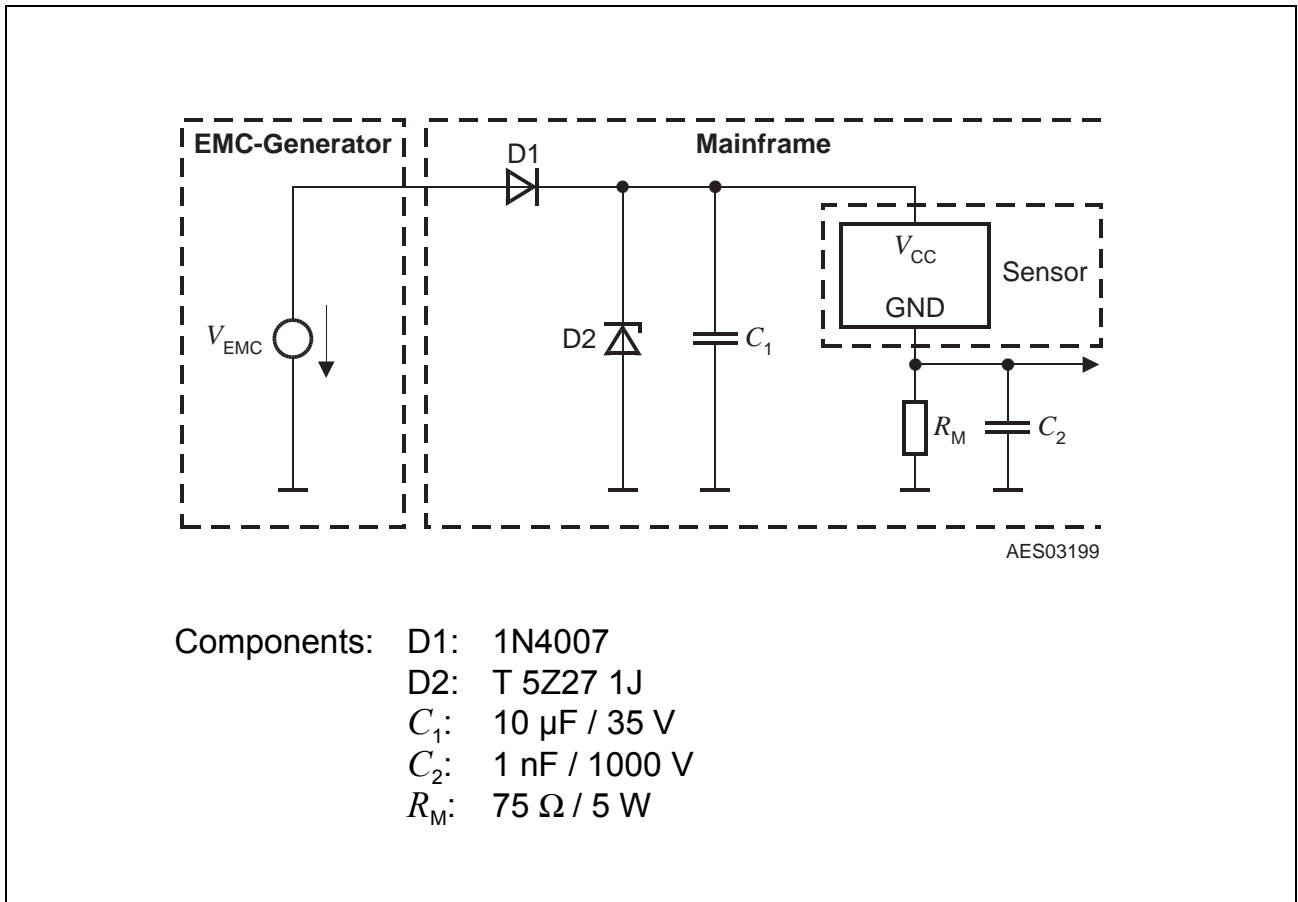 EMC-Generator
Mainframe
D1
V_EMC
D2
C_1
V_CC
GND
Sensor
R_M
C_2
AES03199
Components: D1: 1N4007
D2: T 5Z27 1J
C_1: 10 µF / 35 V
C_2: 1 nF / 1000 V
R_M: 75 Ω / 5 W